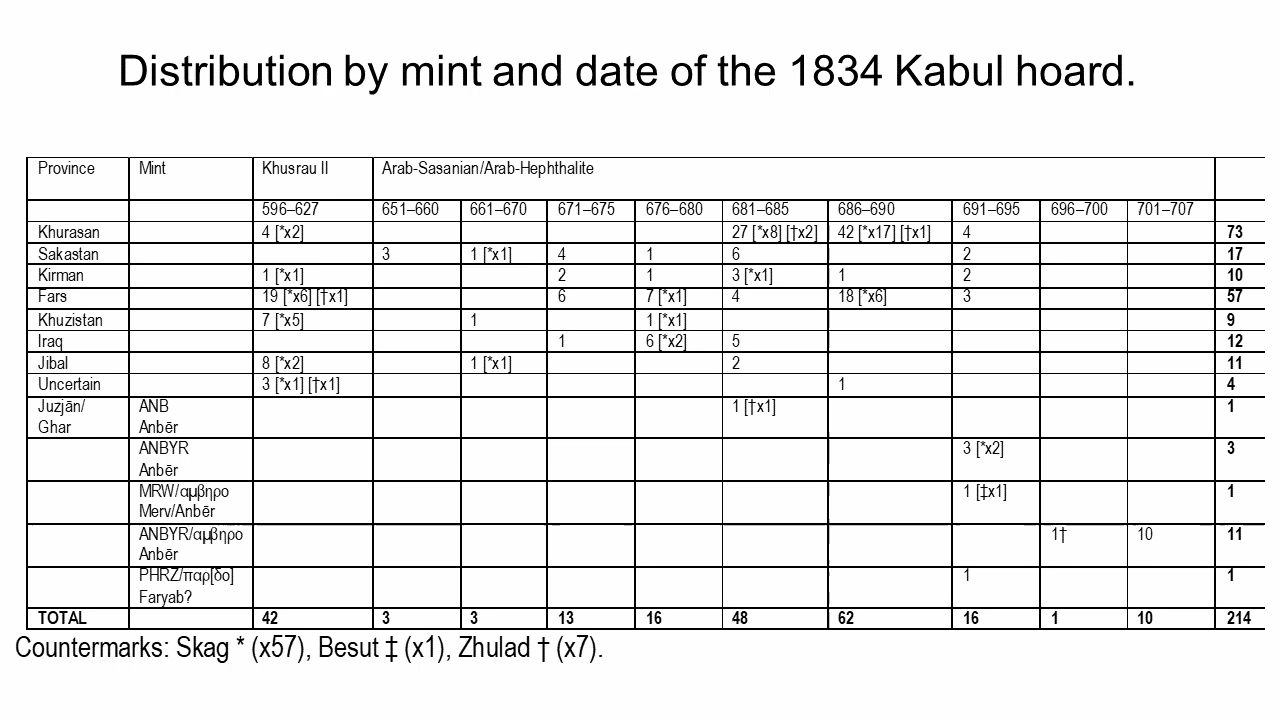 Distribution by mint and date of the 1834 Kabul hoard.
Province Mint Khusrau II Arab-Sasanian/Arab-Hephthalite
596–627 651–660 661–670 671–675 676–680 681–685 686–690 691–695 696–700 701–707
Khurasan 4 [*x2] 27 [*x8] [†x2] 42 [*x17] [†x1] 4 73
Sakastan 3 1 [*x1] 4 1 6 2 17
Kirman 1 [*x1] 2 1 3 [*x1] 1 2 10
Fars 19 [*x6] [†x1] 6 7 [*x1] 4 18 [*x6] 3 57
Khuzistan 7 [*x5] 1 1 [*x1] 9
Iraq 1 6 [*x2] 5 12
Jibal 8 [*x2] 1 [*x1] 2 11
Uncertain 3 [*x1] [†x1] 1 4
Juzjān/ ANB 1 [†x1] 1
Ghar Anbēr
ANBYR 3 [*x2] 3
Anbēr
MRW/αμβηρο 1 [‡x1] 1
Merv/Anbēr
ANBYR/αμβηρο 1† 10 11
Anbēr
PHRZ/παρ[δο] 1 1
Faryab?
TOTAL 42 3 3 13 16 48 62 16 1 10 214
Countermarks: Skag * (x57), Besut ‡ (x1), Zhulad † (x7).